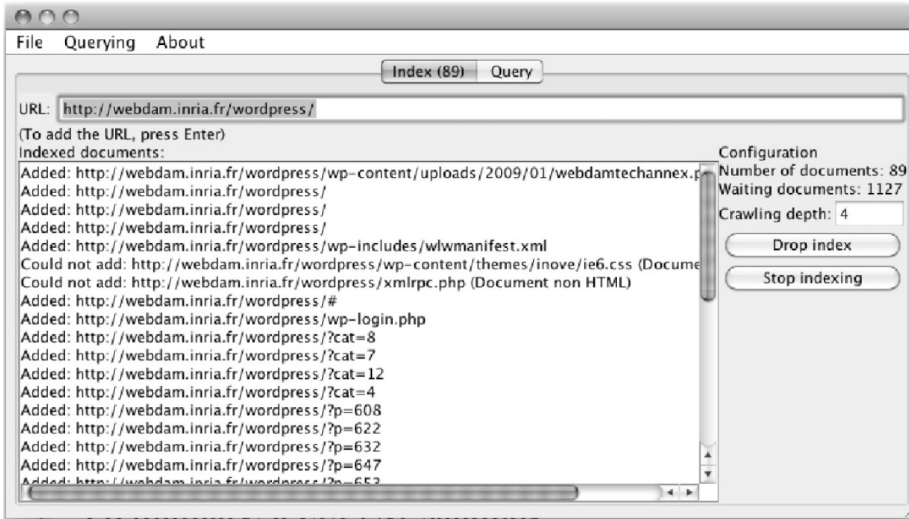 File Querying About
Index (89) Query
URL: http://webdam.inria.fr/wordpress/
(To add the URL, press Enter)
Indexed documents:
Added: http://webdam.inria.fr/wordpress/wp-content/uploads/2009/01/webdamtechannex.p
Added: http://webdam.inria.fr/wordpress/
Added: http://webdam.inria.fr/wordpress/
Added: http://webdam.inria.fr/wordpress/
Added: http://webdam.inria.fr/wordpress/wp-includes/wlwmanifest.xml
Could not add: http://webdam.inria.fr/wordpress/wp-content/themes/inove/ie6.css (Docume
Could not add: http://webdam.inria.fr/wordpress/xmlrpc.php (Document non HTML)
Added: http://webdam.inria.fr/wordpress/#
Added: http://webdam.inria.fr/wordpress/wp-login.php
Added: http://webdam.inria.fr/wordpress/?cat=8
Added: http://webdam.inria.fr/wordpress/?cat=7
Added: http://webdam.inria.fr/wordpress/?cat=12
Added: http://webdam.inria.fr/wordpress/?cat=4
Added: http://webdam.inria.fr/wordpress/?p=608
Added: http://webdam.inria.fr/wordpress/?p=622
Added: http://webdam.inria.fr/wordpress/?p=632
Added: http://webdam.inria.fr/wordpress/?p=647
Added: http://webdam.inria.fr/wordpress/?p=653
Configuration
Number of documents: 89
Waiting documents: 1127
Crawling depth: 4
Drop index
Stop indexing